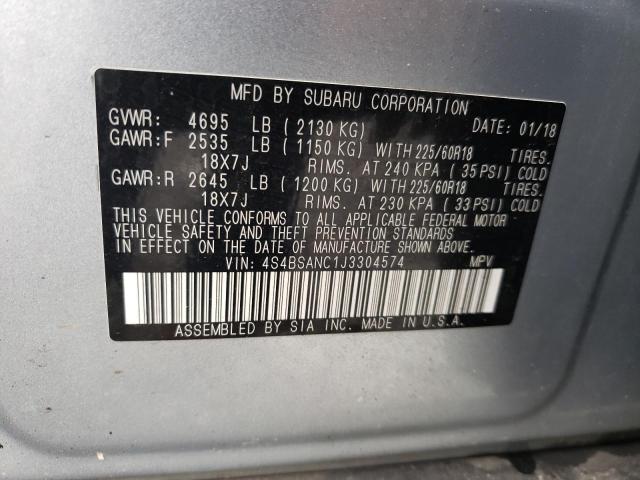 MFD BY SUBARU CORPORATION
GVWR: 4695 LB ( 2130 KG) DATE: 01/18
GAWR:F 2535 LB ( 1150 KG) WITH 225/60R18 TIRES.
18X7J RIMS. AT 240 KPA ( 35 PSI) COLD
GAWR:R 2645 LB ( 1200 KG) WITH 225/60R18 TIRES.
18X7J RIMS. AT 230 KPA ( 33 PSI) COLD
THIS VEHICLE CONFORMS TO ALL APPLICABLE FEDERAL MOTOR
VEHICLE SAFETY AND THEFT PREVENTION STANDARDS
IN EFFECT ON THE DATE OF MANUFACTURE SHOWN ABOVE.
VIN: 4S4BSANC1J3304574 MPV
ASSEMBLED BY SIA INC. MADE IN U.S.A.